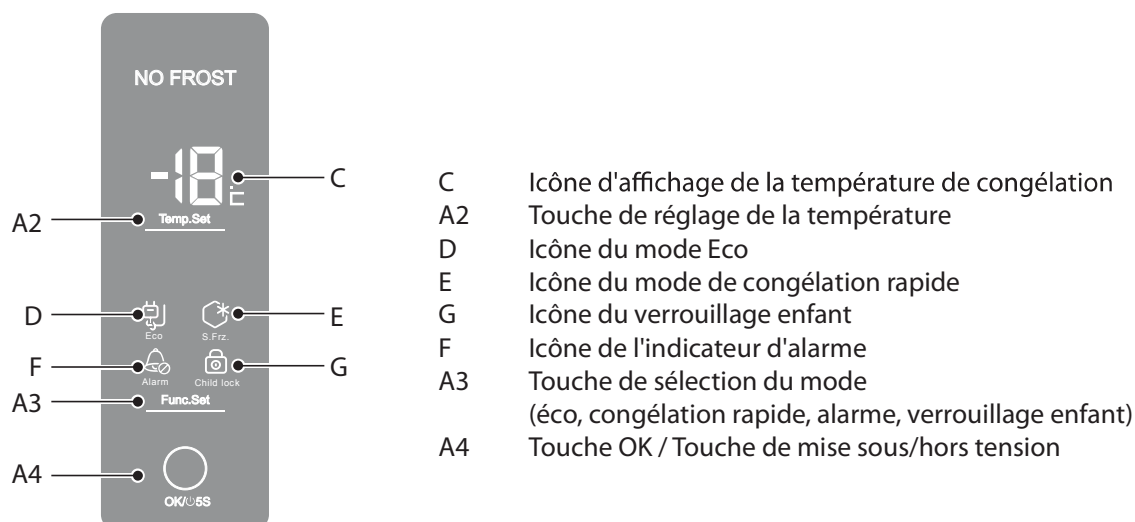 NO FROST
-18
C
A2
Temp.Set
D
E
Eco
S.Frz.
F
G
Alarm
Child lock
A3
Func.Set
A4
OK/⏻5S
C Icône d'affichage de la température de congélation
A2 Touche de réglage de la température
D Icône du mode Eco
E Icône du mode de congélation rapide
G Icône du verrouillage enfant
F Icône de l'indicateur d'alarme
A3 Touche de sélection du mode
(éco, congélation rapide, alarme, verrouillage enfant)
A4 Touche OK / Touche de mise sous/hors tension